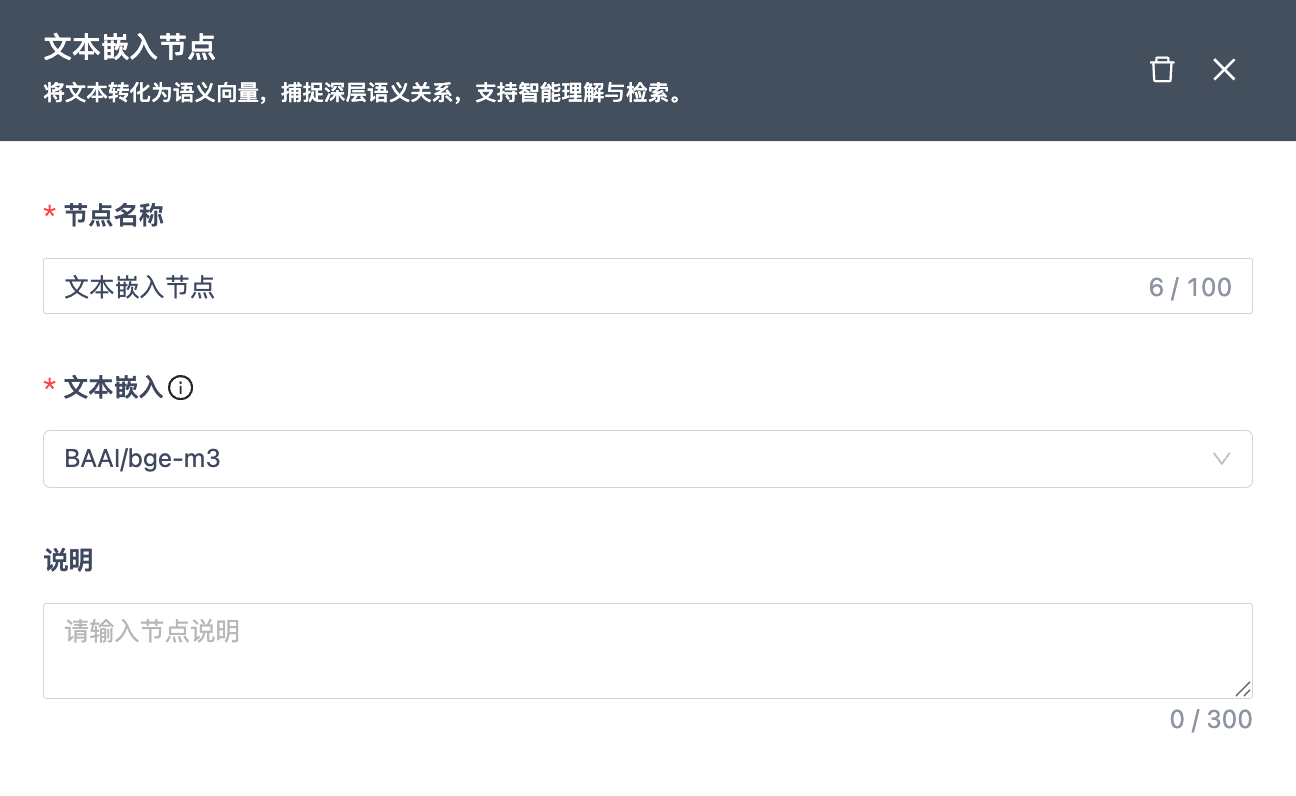 文本嵌入节点
将文本转化为语义向量，捕捉深层语义关系，支持智能理解与检索。
* 节点名称
文本嵌入节点 6 / 100
* 文本嵌入
BAAI/bge-m3
说明
请输入节点说明
0 / 300